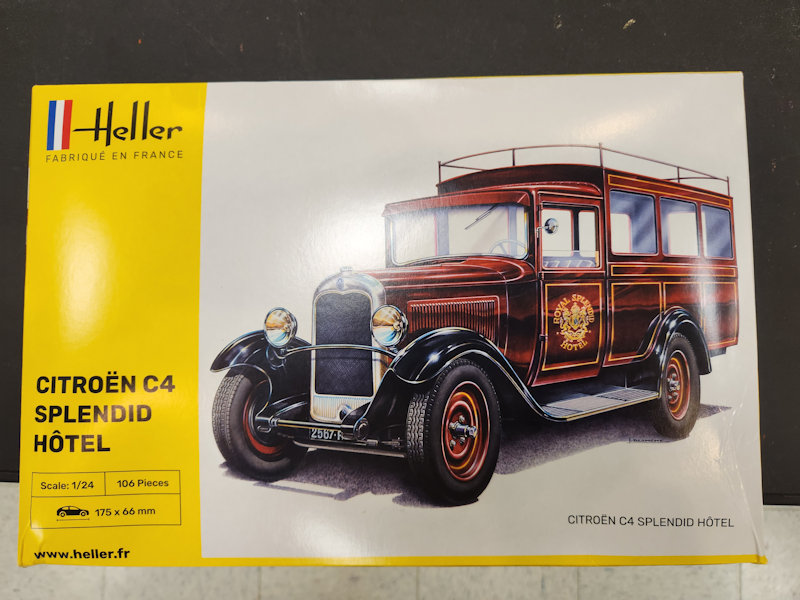 Heller
FABRIQUÉ EN FRANCE
CITROËN C4
SPLENDID
HÔTEL
Scale: 1/24
106 Pieces
175 x 66 mm
www.heller.fr
ROYAL SPLENDID
HOTEL
2567-R
CITROËN C4 SPLENDID HÔTEL